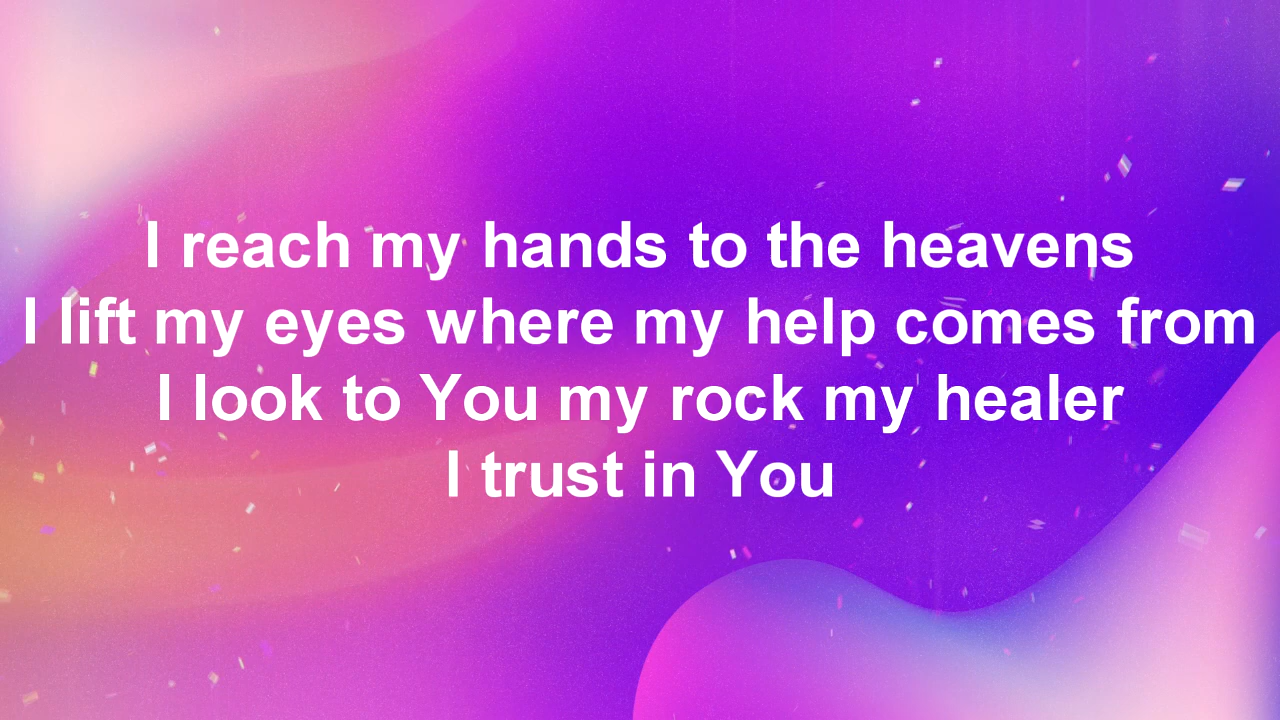 I reach my hands to the heavens
I lift my eyes where my help comes from
I look to You my rock my healer
I trust in You